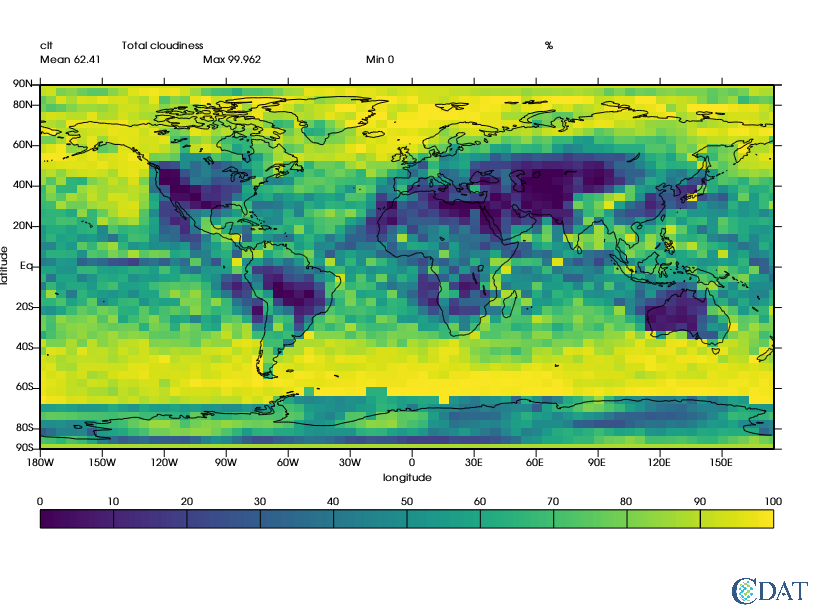 clt Total cloudiness %
Mean 62.41 Max 99.962 Min 0
90N
80N
60N
40N
20N
Eq
20S
40S
60S
80S
90S
latitude
180W 150W 120W 90W 60W 30W 0 30E 60E 90E 120E 150E
longitude
0 10 20 30 40 50 60 70 80 90 100
CDAT